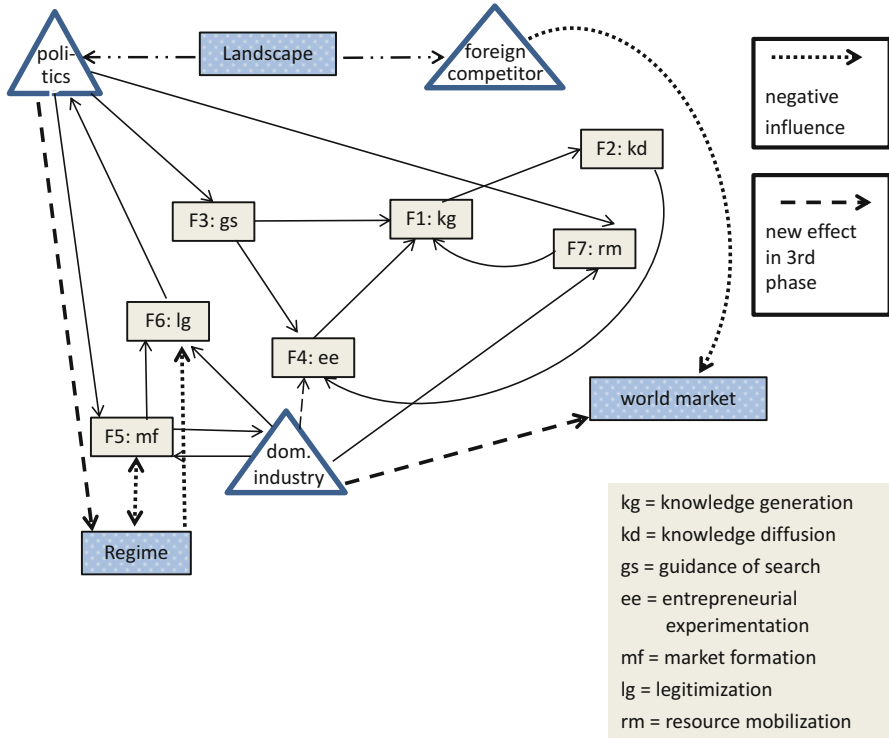 poli-
tics
Landscape
foreign
competitor
negative
influence
F2: kd
new effect
in 3rd
phase
F3: gs
F1: kg
F7: rm
F6: lg
F4: ee
world market
F5: mf
dom.
industry
Regime
kg = knowledge generation
kd = knowledge diffusion
gs = guidance of search
ee = entrepreneurial
experimentation
mf = market formation
lg = legitimization
rm = resource mobilization